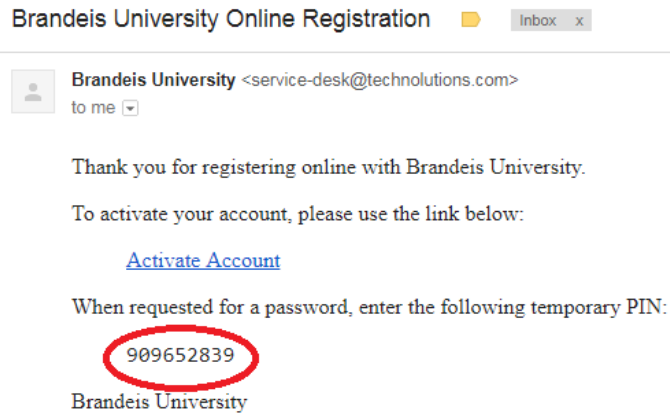 Brandeis University Online Registration Inbox x
Brandeis University <service-desk@technolutions.com>
to me
Thank you for registering online with Brandeis University.
To activate your account, please use the link below:
Activate Account
When requested for a password, enter the following temporary PIN:
909652839
Brandeis University